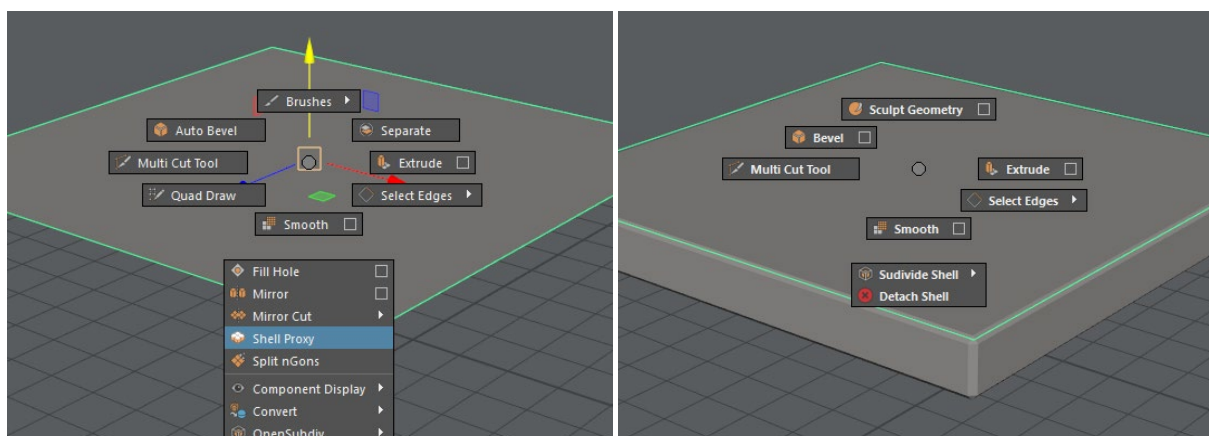 Brushes
Auto Bevel
Separate
Multi Cut Tool
Extrude
Quad Draw
Select Edges
Smooth
Fill Hole
Mirror
Mirror Cut
Shell Proxy
Split nGons
Component Display
Convert
OpenSubdiv
Sculpt Geometry
Bevel
Multi Cut Tool
Extrude
Select Edges
Smooth
Sudivide Shell
Detach Shell